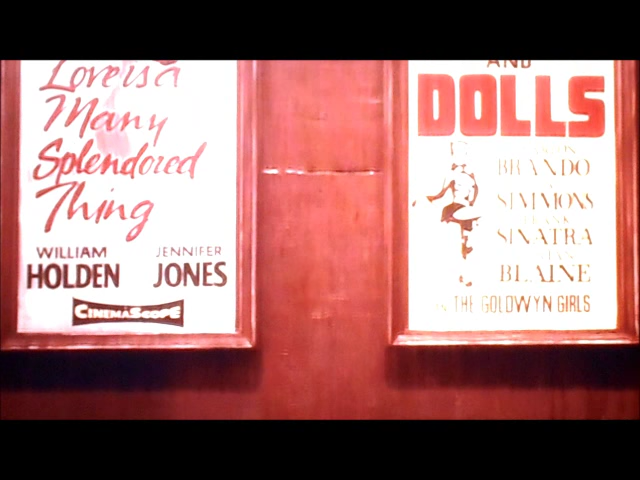 Love is a
Many
Splendored
Thing
WILLIAM JENNIFER
HOLDEN JONES
CINEMASCOPE
AND
DOLLS
BRANDO
SIMMONS
SINATRA
BLAINE
THE GOLDWYN GIRLS